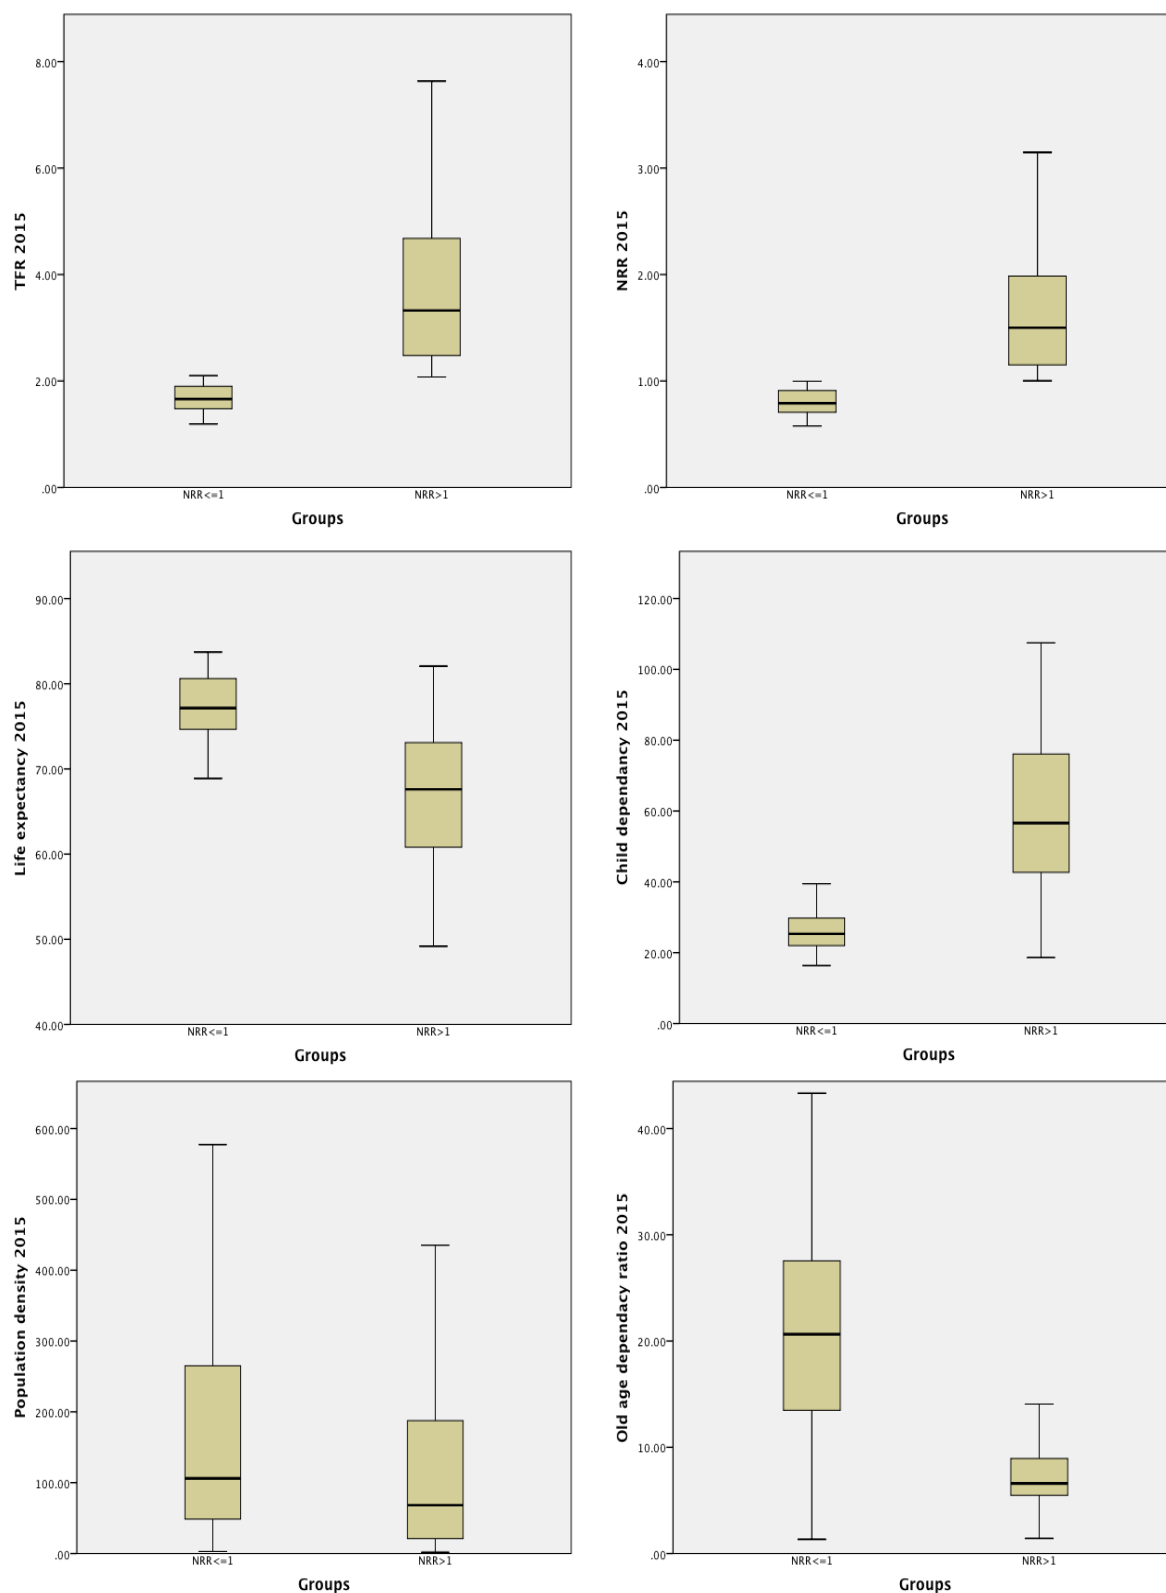 TFR 2015
8.00
6.00
4.00
2.00
.00
NRR<=1
NRR>1
Groups
NRR 2015
4.00
3.00
2.00
1.00
.00
NRR<=1
NRR>1
Groups
Life expectancy 2015
90.00
80.00
70.00
60.00
50.00
40.00
NRR<=1
NRR>1
Groups
Child dependancy 2015
120.00
100.00
80.00
60.00
40.00
20.00
.00
NRR<=1
NRR>1
Groups
Population density 2015
600.00
500.00
400.00
300.00
200.00
100.00
.00
NRR<=1
NRR>1
Groups
Old age dependacy ratio 2015
40.00
30.00
20.00
10.00
.00
NRR<=1
NRR>1
Groups